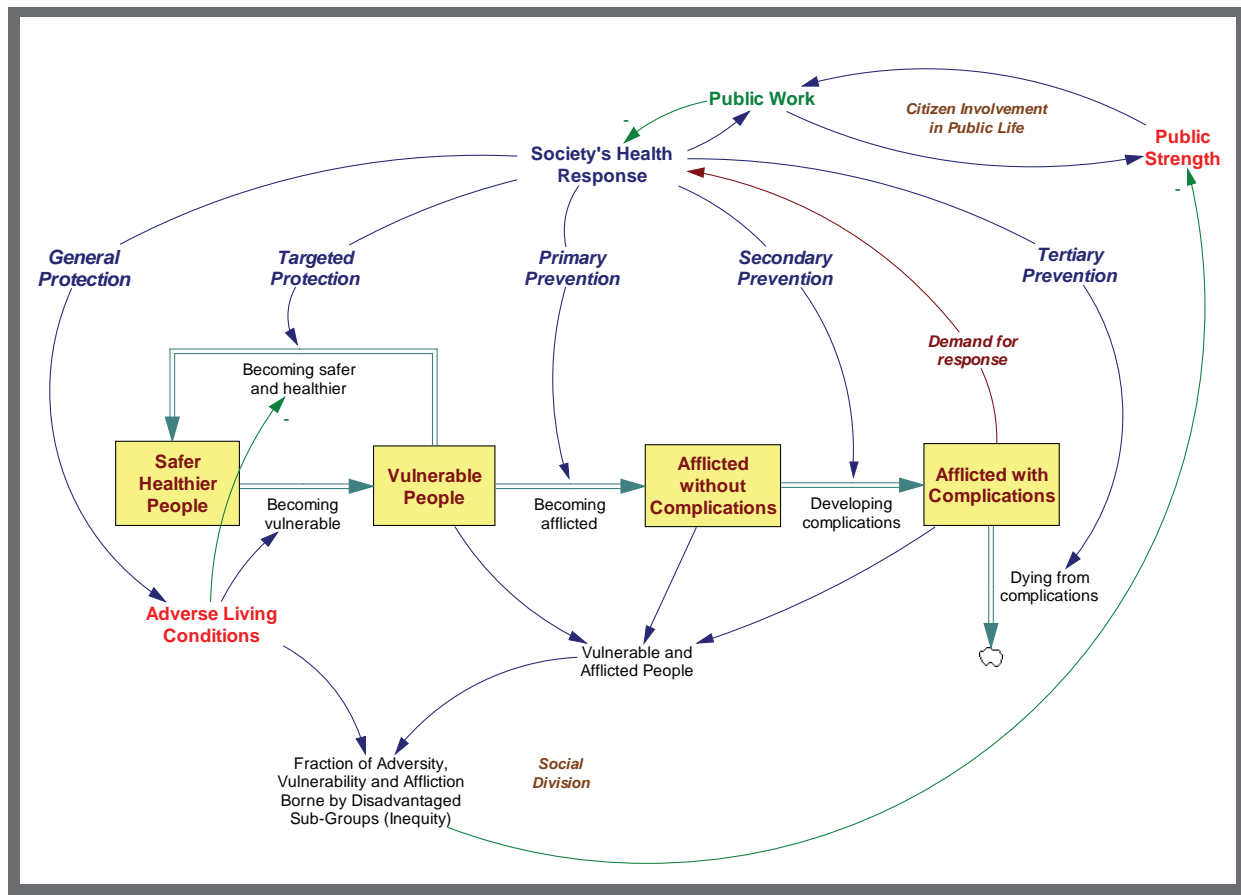 Public Work
Citizen Involvement
in Public Life
-
Public
Strength
-
Society's Health
Response
General
Protection
Targeted
Protection
Primary
Prevention
Secondary
Prevention
Tertiary
Prevention
Demand for
response
Becoming safer
and healthier
-
Safer
Healthier
People
Becoming
vulnerable
Vulnerable
People
Becoming
afflicted
Afflicted
without
Complications
Developing
complications
Afflicted with
Complications
Dying from
complications
Adverse Living
Conditions
Vulnerable and
Afflicted People
Fraction of Adversity,
Vulnerability and Affliction
Borne by Disadvantaged
Sub-Groups (Inequity)
Social
Division